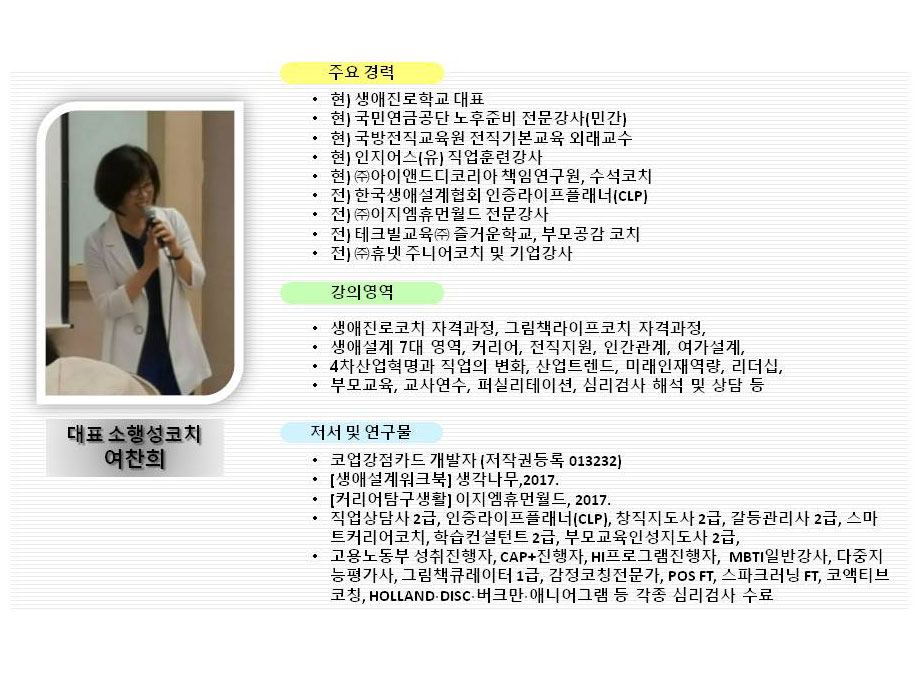 주요 경력
• 현) 생애진로학교 대표
• 현) 국민연금공단 노후준비 전문강사(민간)
• 현) 국방전직교육원 전직기본교육 외래교수
• 현) 인지어스(유) 직업훈련강사
• 현) ㈜아이앤드디코리아 책임연구원, 수석코치
• 전) 한국생애설계협회 인증라이프플래너(CLP)
• 전) ㈜이지엠휴먼월드 전문강사
• 전) 테크빌교육㈜ 즐거운학교, 부모공감 코치
• 전) ㈜휴넷 주니어코치 및 기업강사
강의영역
• 생애진로코치 자격과정, 그림책라이프코치 자격과정,
• 생애설계 7대 영역, 커리어, 전직지원, 인간관계, 여가설계,
• 4차산업혁명과 직업의 변화, 산업트렌드, 미래인재역량, 리더십,
• 부모교육, 교사연수, 퍼실리테이션, 심리검사 해석 및 상담 등
대표 소행성코치
여찬희
저서 및 연구물
• 코업강점카드 개발자 (저작권등록 013232)
• [생애설계워크북] 생각나무,2017.
• [커리어탐구생활] 이지엠휴먼월드, 2017.
• 직업상담사 2급, 인증라이프플래너(CLP), 창직지도사 2급, 갈등관리사 2급, 스마
트커리어코치, 학습컨설턴트 2급, 부모교육인성지도사 2급,
• 고용노동부 성취진행자, CAP+진행자, HI프로그램진행자, MBTI일반강사, 다중지
능평가사, 그림책큐레이터 1급, 감정코칭전문가, POS FT, 스파크러닝 FT, 코액티브
코칭, HOLLAND·DISC·버크만·애니어그램 등 각종 심리검사 수료